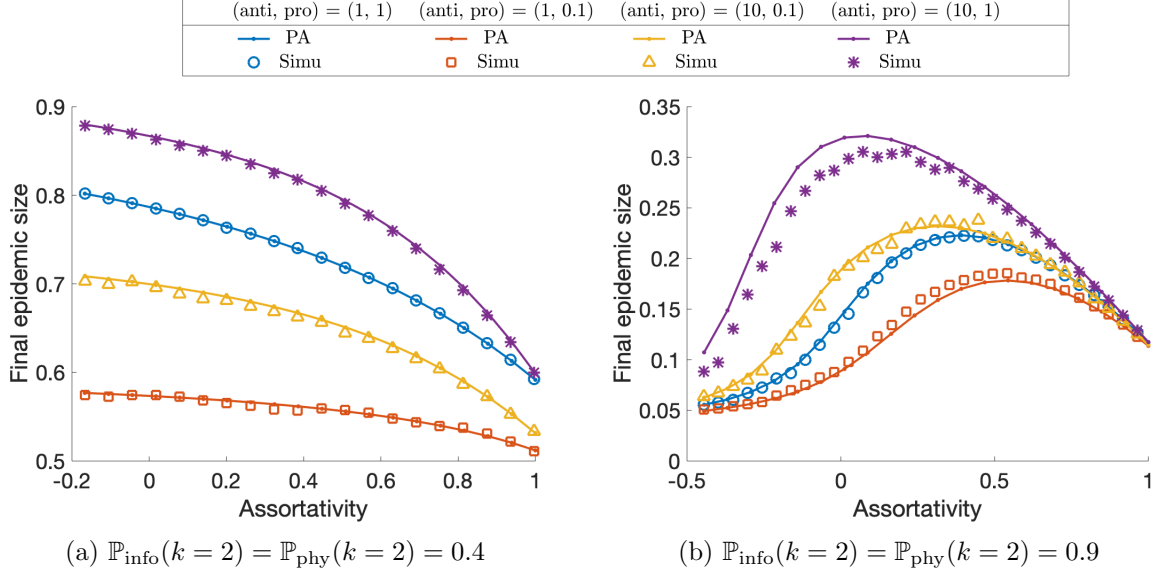 (anti, pro) = (1, 1) (anti, pro) = (1, 0.1) (anti, pro) = (10, 0.1) (anti, pro) = (10, 1)
PA PA PA PA
Simu Simu Simu Simu
0.9
0.8
0.7
0.6
0.5
Final epidemic size
-0.2 0 0.2 0.4 0.6 0.8 1
Assortativity
(a) ℙinfo(k = 2) = ℙphy(k = 2) = 0.4
0.35
0.3
0.25
0.2
0.15
0.1
0.05
0
Final epidemic size
-0.5 0 0.5 1
Assortativity
(b) ℙinfo(k = 2) = ℙphy(k = 2) = 0.9